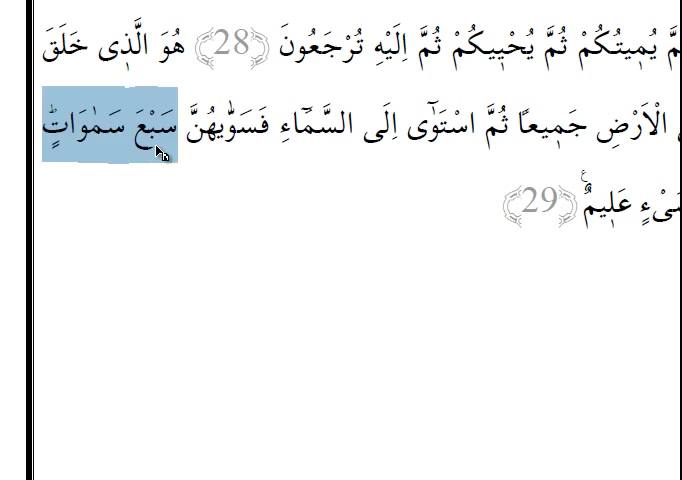 يُمٖيتُكُمْ ثُمَّ يُحْيٖيكُمْ ثُمَّ اِلَيْهِ تُرْجَعُونَ ﴿28﴾ هُوَ الَّذٖى خَلَقَ
الْاَرْضِ جَمٖيعًا ثُمَّ اسْتَوٰٓى اِلَى السَّمَٓاءِ فَسَوّٰيهُنَّ سَبْعَ سَمٰوَاتٍؕ
شَیْءٍ عَلٖيمٌࣖ ﴿29﴾